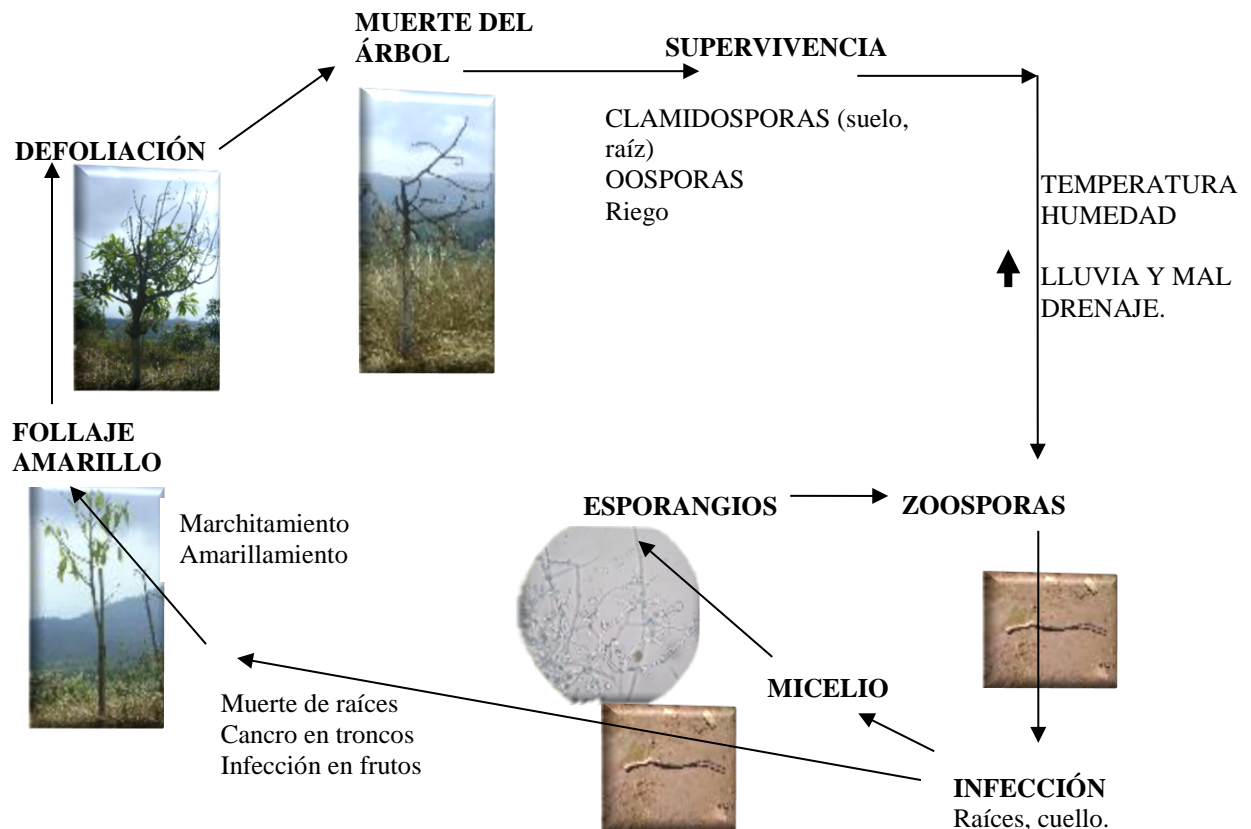 MUERTE DEL
ÁRBOL
SUPERVIVENCIA
CLAMIDOSPORAS (suelo,
raíz)
OOSPORAS
Riego
DEFOLIACIÓN
TEMPERATURA
HUMEDAD
LLUVIA Y MAL
DRENAJE.
FOLLAJE
AMARILLO
Marchitamiento
Amarillamiento
ESPORANGIOS
ZOOSPORAS
MICELIO
Muerte de raíces
Cancro en troncos
Infección en frutos
INFECCIÓN
Raíces, cuello.